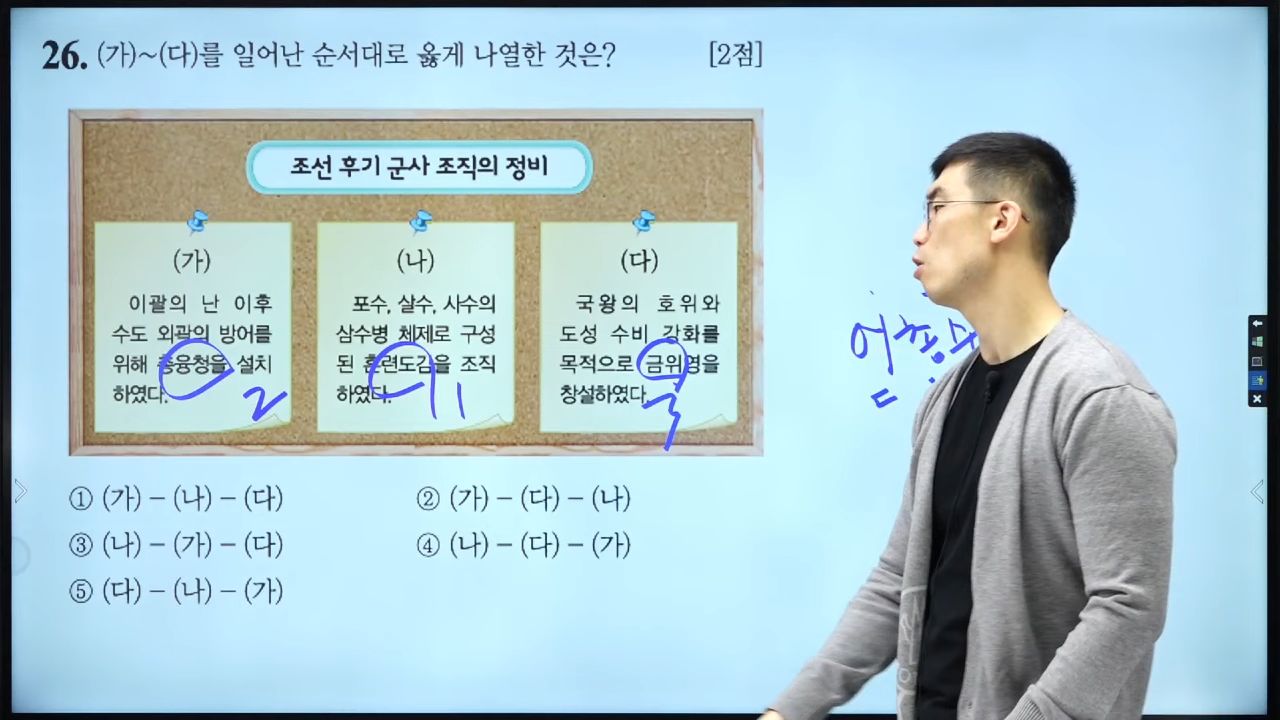 26. (가)~(다)를 일어난 순서대로 옳게 나열한 것은? [2점]
조선 후기 군사 조직의 정비
(가)
이괄의 난 이후
수도 외곽의 방어를
위해 총융청을 설치
하였다.
2
(나)
포수, 살수, 사수의
삼수병 체제로 구성
된 훈련도감을 조직
하였다.
1
(다)
국왕의 호위와
도성 수비 강화를
목적으로 금위영을
창설하였다.
숙
어총수
① (가) – (나) – (다)
② (가) – (다) – (나)
③ (나) – (가) – (다)
④ (나) – (다) – (가)
⑤ (다) – (나) – (가)